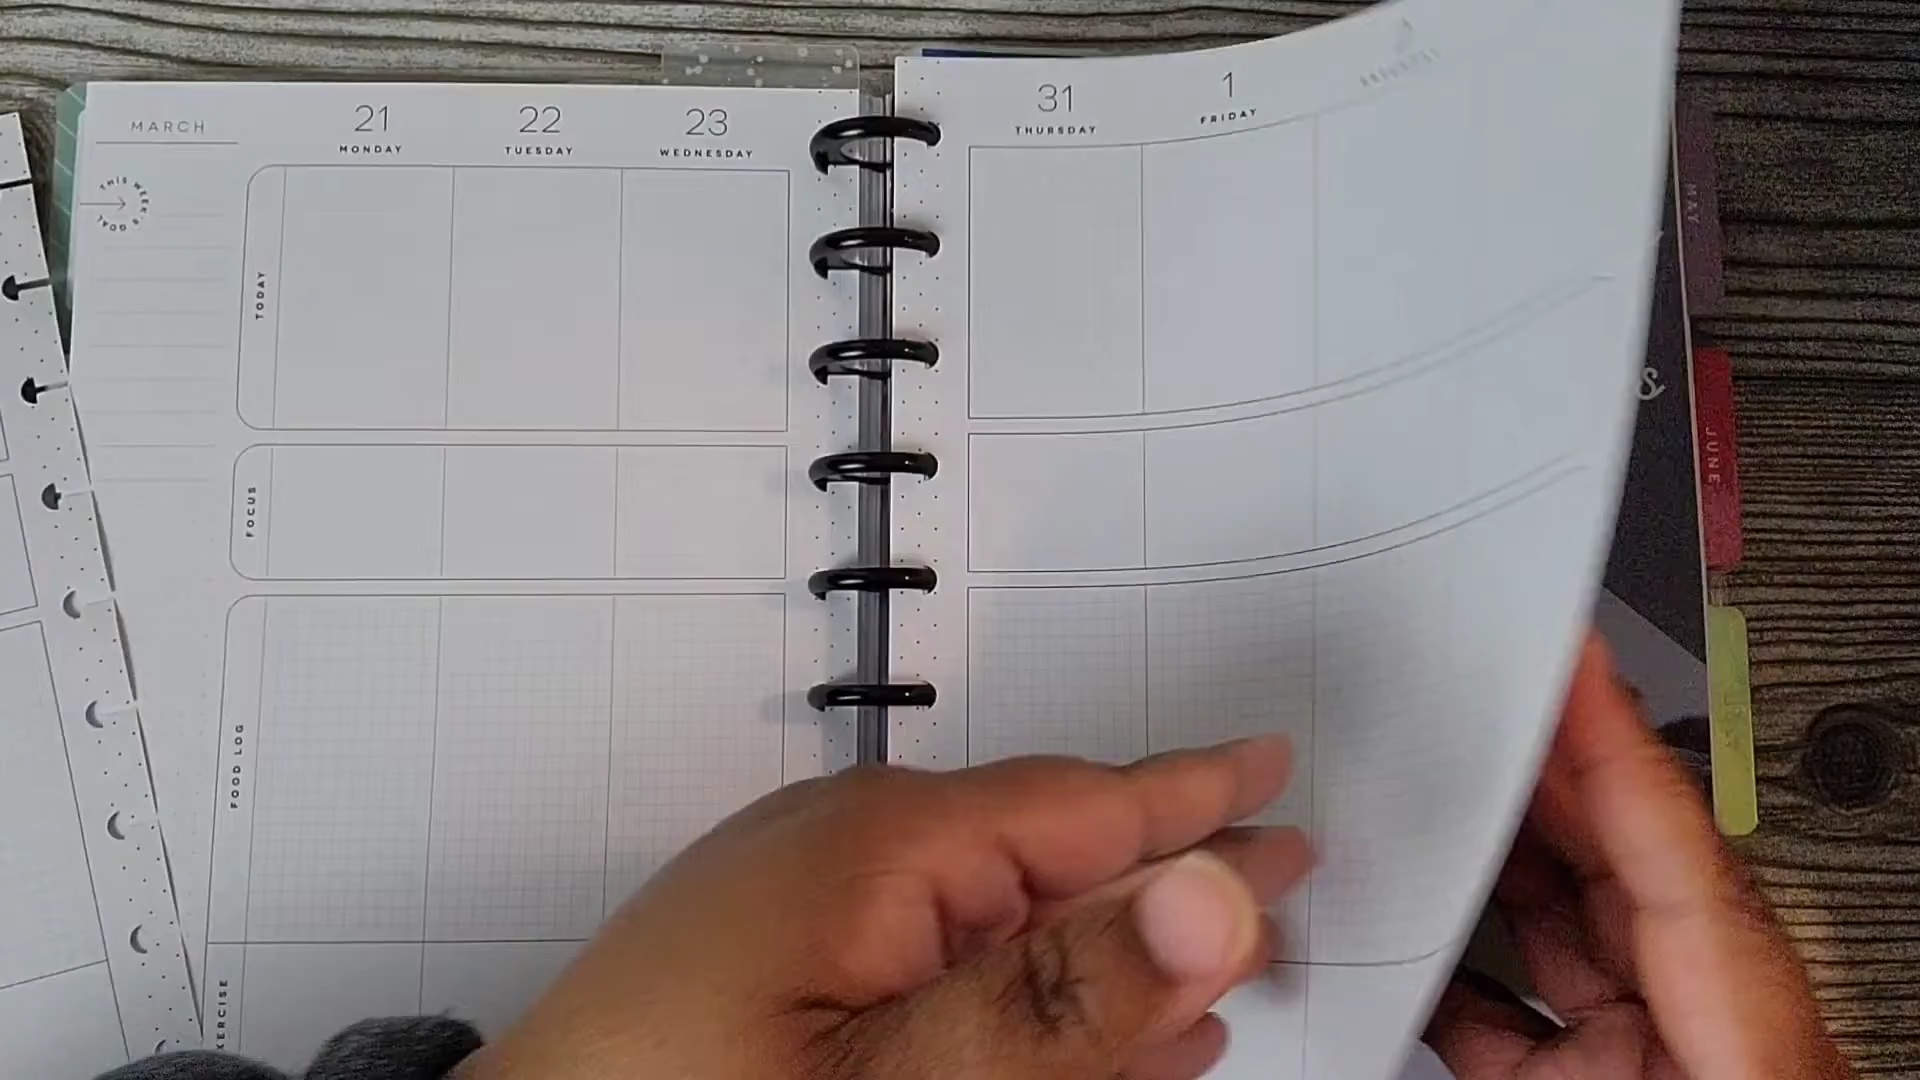 MARCH
21 22 23
MONDAY TUESDAY WEDNESDAY
THIS WEEK'S GOAL
TODAY
FOCUS
FOOD LOG
31 1
THURSDAY FRIDAY
SATURDAY
MAY
&
JUNE